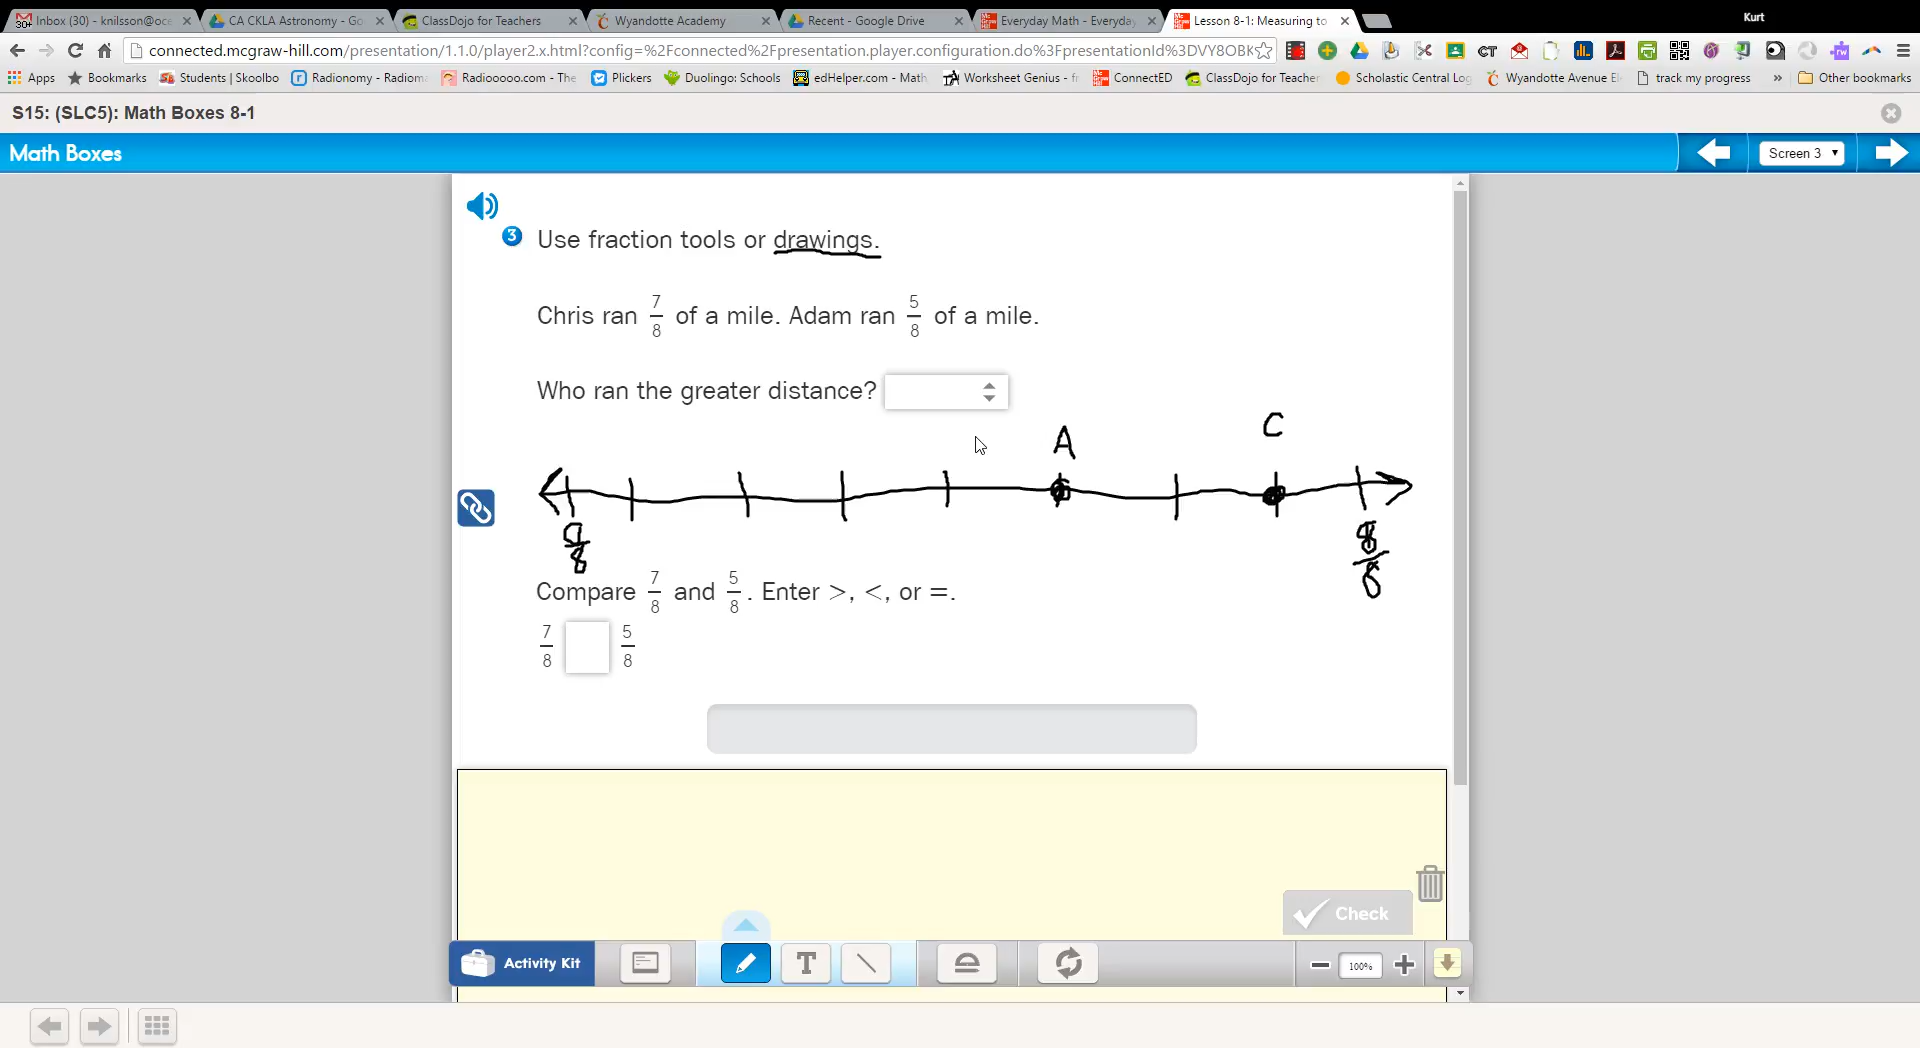 Kurt
Inbox (30) - knilsson@oce
CA CKLA Astronomy - Go
ClassDojo for Teachers
Wyandotte Academy
Recent - Google Drive
Everyday Math - Everyday
Lesson 8-1: Measuring to
connected.mcgraw-hill.com/presentation/1.1.0/player2.x.html?config=%2Fconnected%2Fpresentation.player.configuration.do%3FpresentationId%3DVY8OBK
Apps Bookmarks Students | Skoolbo Radionomy - Radiom Radiooooo.com - The Plickers Duolingo: Schools edHelper.com - Math Worksheet Genius - f ConnectED ClassDojo for Teacher Scholastic Central Log Wyandotte Avenue El track my progress » Other bookmarks
S15: (SLC5): Math Boxes 8-1
Math Boxes
Screen 3
3 Use fraction tools or drawings.
Chris ran 7/8 of a mile. Adam ran 5/8 of a mile.
Who ran the greater distance?
A C
0/8 8/8
Compare 7/8 and 5/8. Enter >, <, or =.
7/8 5/8
Check
Activity Kit T 100%